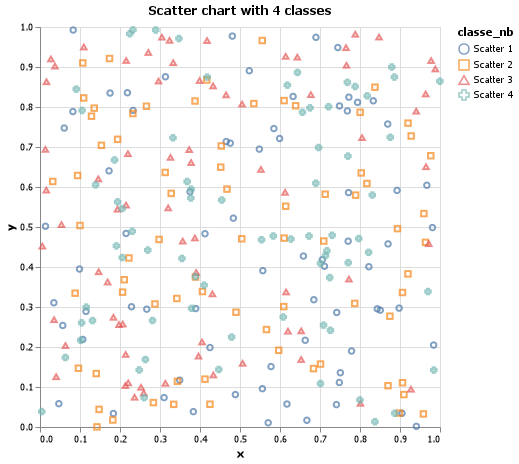 Scatter chart with 4 classes
classe_nb
Scatter 1
Scatter 2
Scatter 3
Scatter 4
y
1.0
0.9
0.8
0.7
0.6
0.5
0.4
0.3
0.2
0.1
0.0
0.0 0.1 0.2 0.3 0.4 0.5 0.6 0.7 0.8 0.9 1.0
x